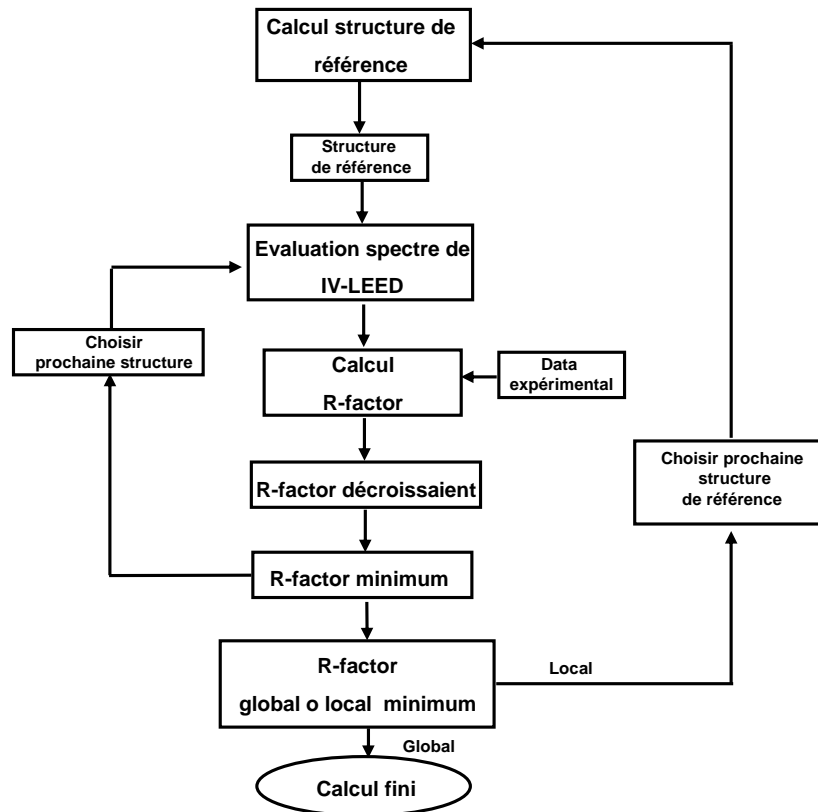 Calcul structure de
référence
Structure
de référence
Evaluation spectre de
IV-LEED
Choisir
prochaine structure
Calcul
R-factor
Data
expérimental
R-factor décroissaient
Choisir prochaine
structure
de référence
R-factor minimum
R-factor
global o local minimum
Local
Global
Calcul fini